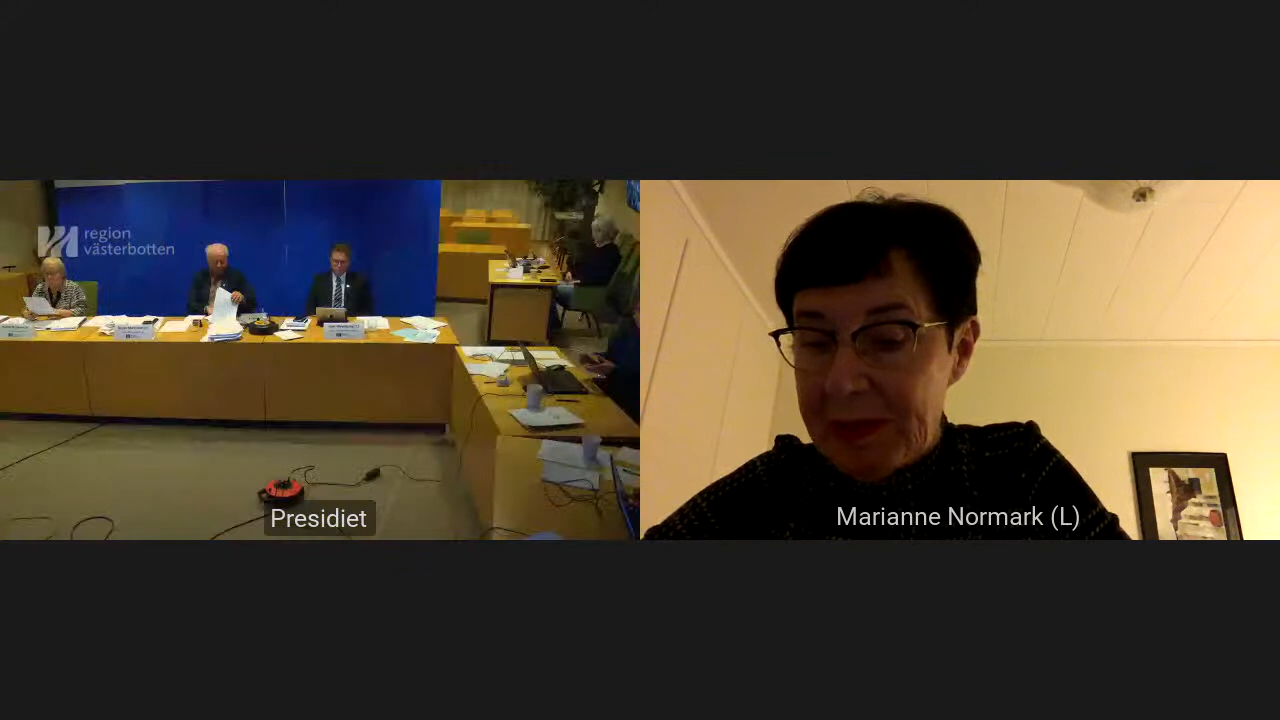 region
västerbotten
Presidiet
Marianne Normark (L)